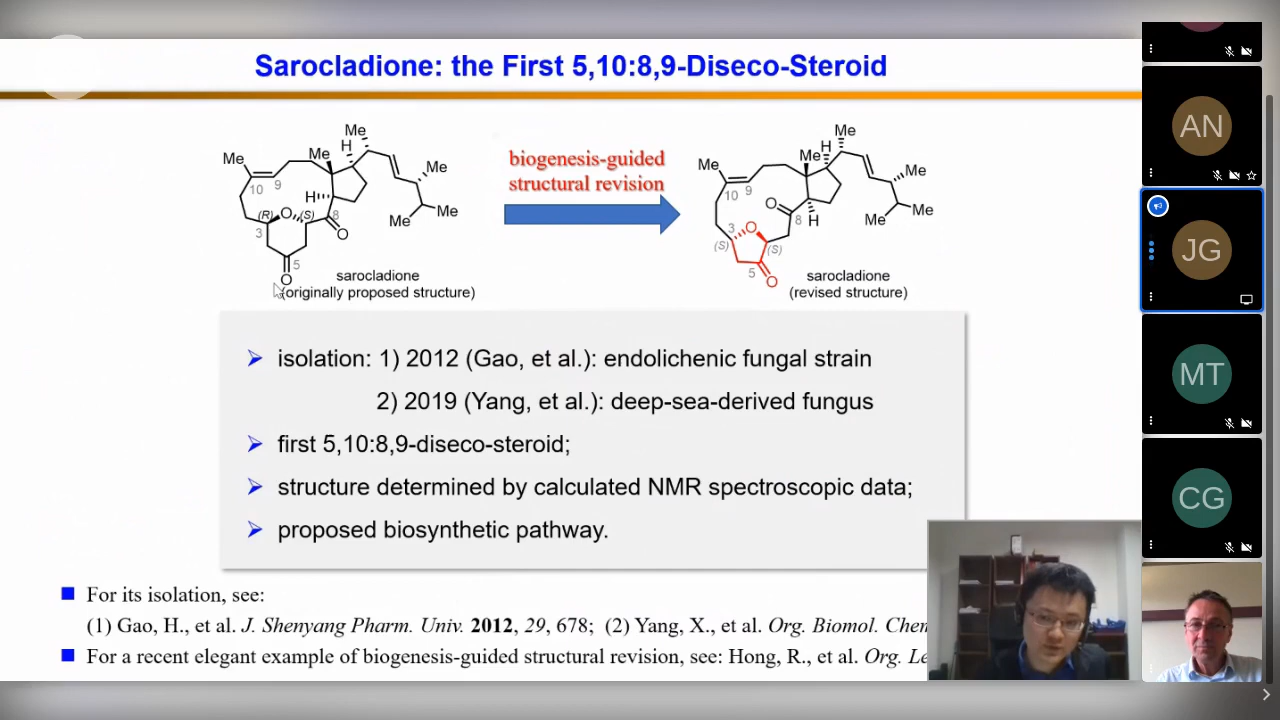 Sarocladione: the First 5,10:8,9-Diseco-Steroid
Me
Me
H
Me
Me
Me
H
10
9
8
(R)
O
(S)
O
3
5
O
sarocladione
(originally proposed structure)
biogenesis-guided
structural revision
Me
Me
H
Me
Me
Me
10
9
O
8
H
3
O
(S)
(S)
5
O
sarocladione
(revised structure)
➢ isolation: 1) 2012 (Gao, et al.): endolichenic fungal strain
2) 2019 (Yang, et al.): deep-sea-derived fungus
➢ first 5,10:8,9-diseco-steroid;
➢ structure determined by calculated NMR spectroscopic data;
➢ proposed biosynthetic pathway.
■ For its isolation, see:
(1) Gao, H., et al. J. Shenyang Pharm. Univ. 2012, 29, 678; (2) Yang, X., et al. Org. Biomol. Chem
■ For a recent elegant example of biogenesis-guided structural revision, see: Hong, R., et al. Org. Le
AN
JG
MT
CG